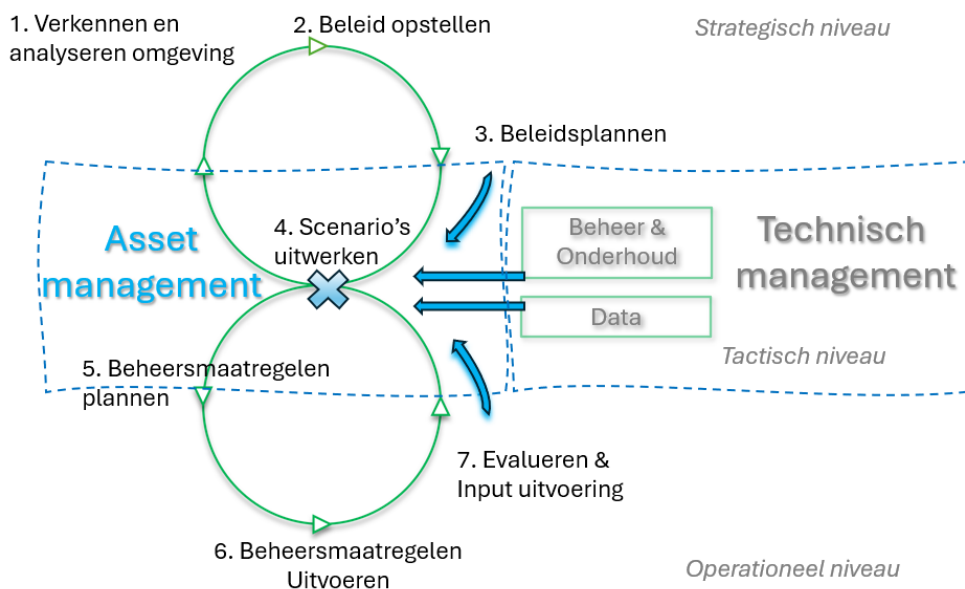 1. Verkennen en
analyseren omgeving
2. Beleid opstellen
Strategisch niveau
3. Beleidsplannen
Asset
management
4. Scenario's
uitwerken
Beheer &
Onderhoud
Data
Technisch
management
Tactisch niveau
5. Beheersmaatregelen
plannen
7. Evalueren &
Input uitvoering
6. Beheersmaatregelen
Uitvoeren
Operationeel niveau